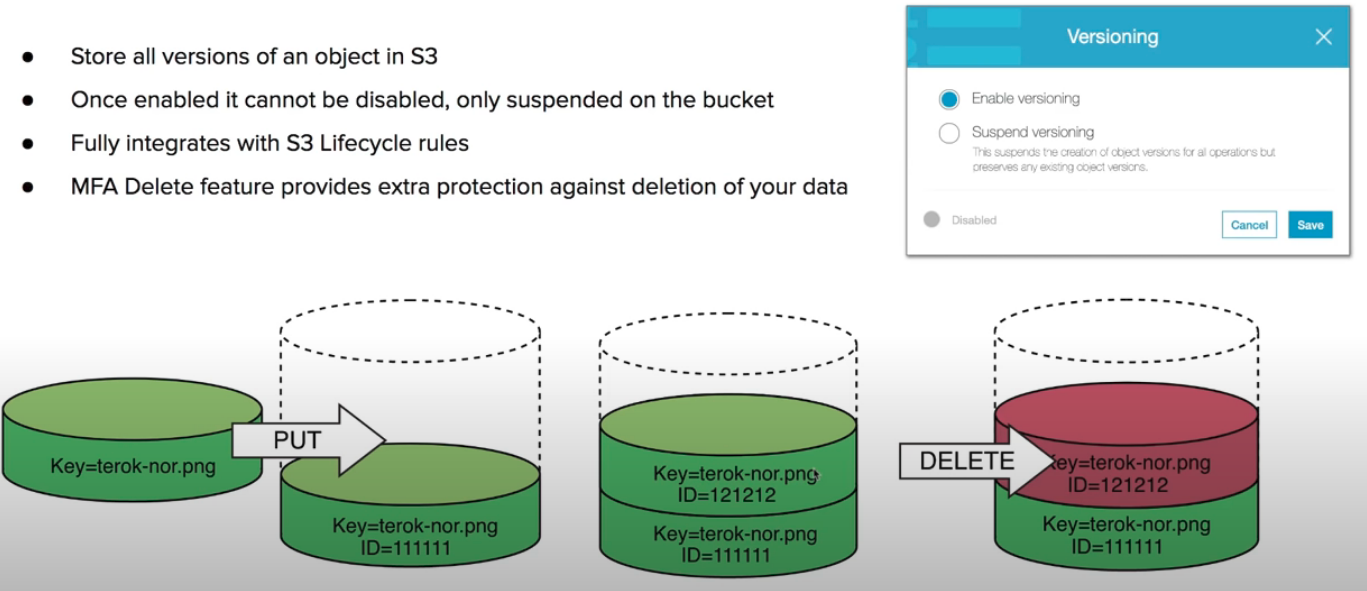 Store all versions of an object in S3
Once enabled it cannot be disabled, only suspended on the bucket
Fully integrates with S3 Lifecycle rules
MFA Delete feature provides extra protection against deletion of your data
Versioning
Enable versioning
Suspend versioning
This suspends the creation of object versions for all operations but
preserves any existing object versions.
Disabled
Cancel
Save
Key=terok-nor.png
PUT
Key=terok-nor.png
ID=111111
Key=terok-nor.png
ID=121212
Key=terok-nor.png
ID=111111
DELETE
ey=terok-nor.png
ID=121212
Key=terok-nor.png
ID=111111